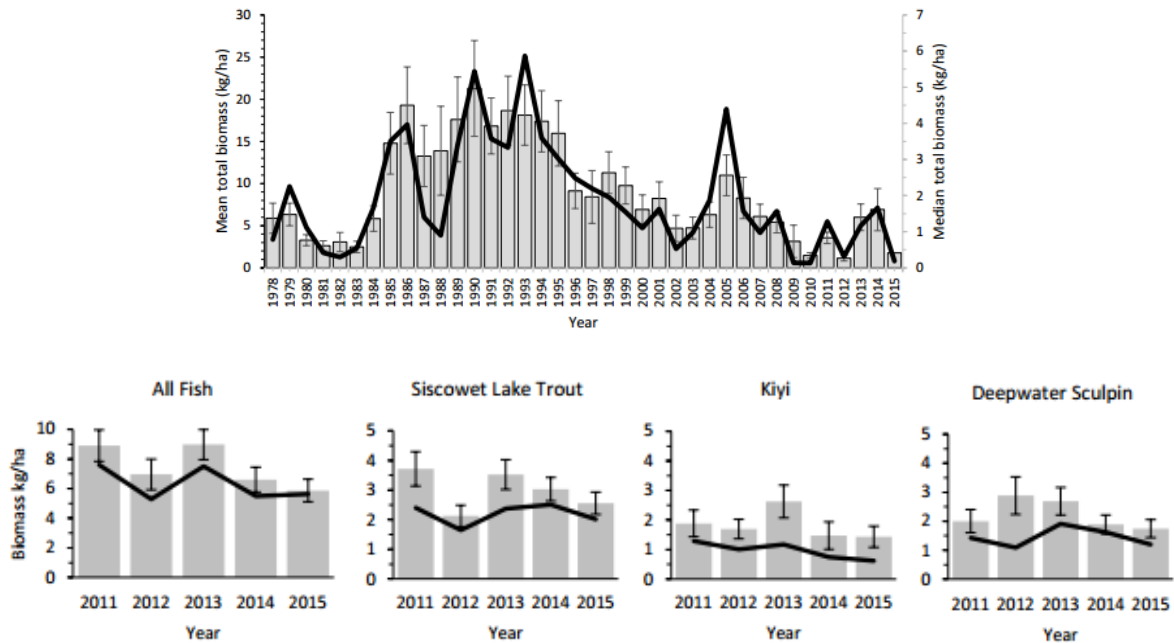 Mean total biomass (kg/ha)
30
25
20
15
10
5
0
7
6
5
4
3
2
1
0
Median total biomass (kg/ha)
1978 1979 1980 1981 1982 1983 1984 1985 1986 1987 1988 1989 1990 1991 1992 1993 1994 1995 1996 1997 1998 1999 2000 2001 2002 2003 2004 2005 2006 2007 2008 2009 2010 2011 2012 2013 2014 2015
Year
All Fish
Biomass kg/ha
10
8
6
4
2
0
2011 2012 2013 2014 2015
Year
Siscowet Lake Trout
5
4
3
2
1
0
2011 2012 2013 2014 2015
Year
Kiyi
5
4
3
2
1
0
2011 2012 2013 2014 2015
Year
Deepwater Sculpin
5
4
3
2
1
0
2011 2012 2013 2014 2015
Year